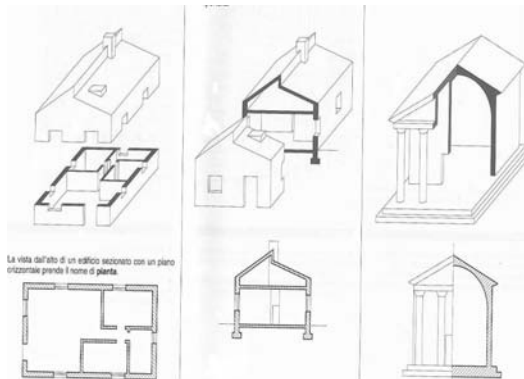 La vista dall'alto di un edificio sezionato con un piano
orizzontale prende il nome di pianta.